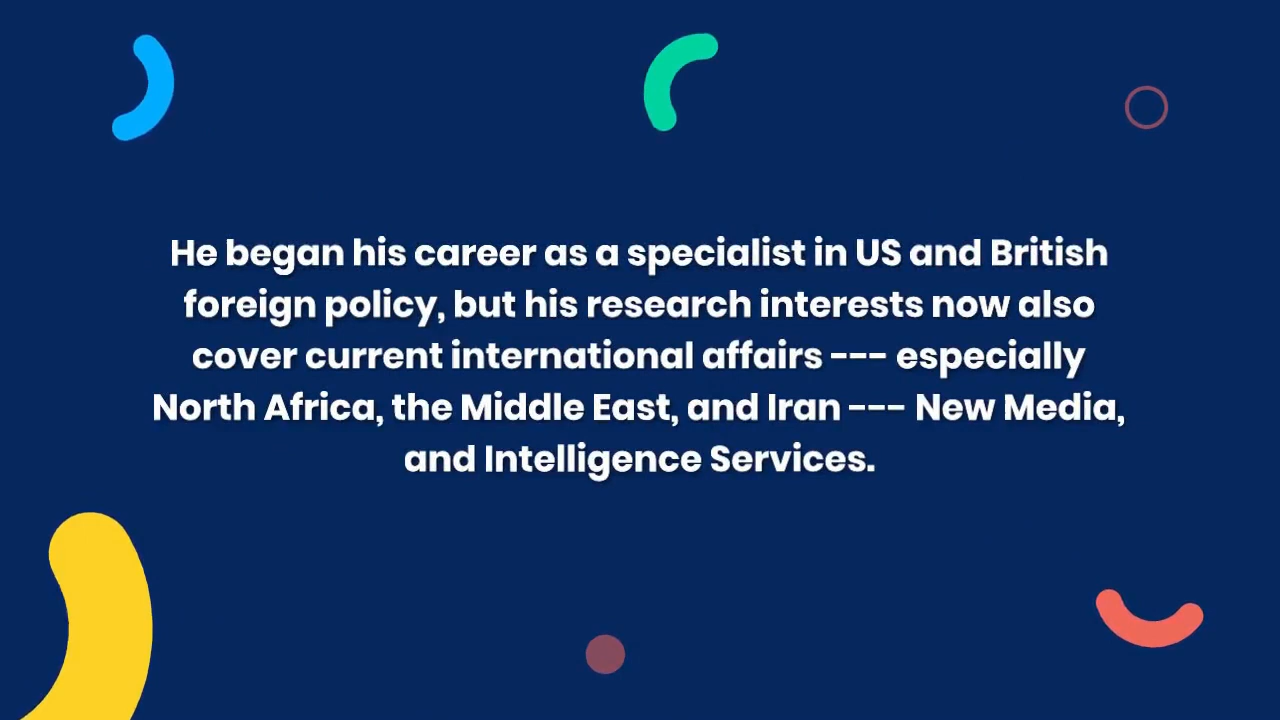 He began his career as a specialist in US and British
foreign policy, but his research interests now also
cover current international affairs --- especially
North Africa, the Middle East, and Iran --- New Media,
and Intelligence Services.